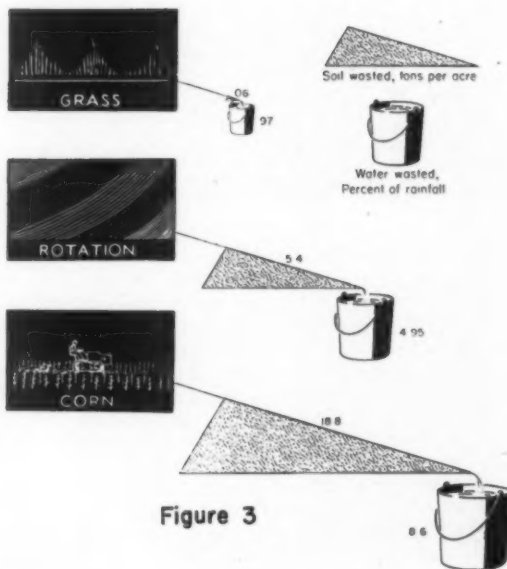 GRASS
06
97
Soil wasted, tons per acre
Water wasted,
Percent of rainfall
ROTATION
5 4
4 95
CORN
18 8
8 6
Figure 3